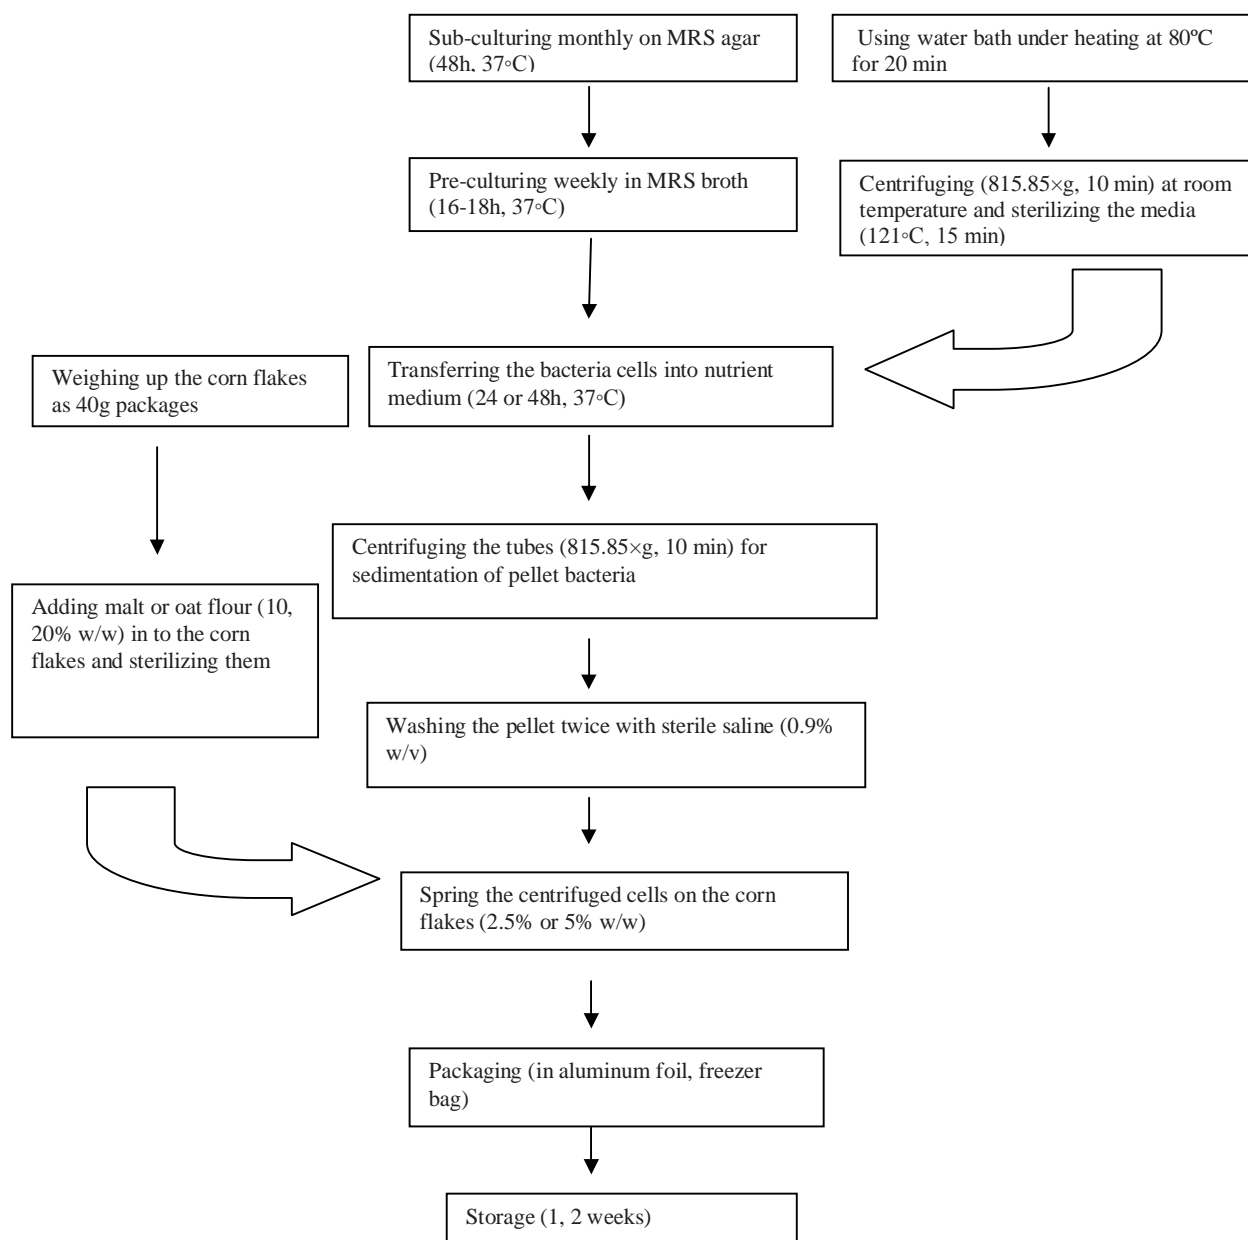 Sub-culturing monthly on MRS agar
(48h, 37◦C)
Using water bath under heating at 80ºC
for 20 min
Pre-culturing weekly in MRS broth
(16-18h, 37◦C)
Centrifuging (815.85×g, 10 min) at room
temperature and sterilizing the media
(121◦C, 15 min)
Weighing up the corn flakes
as 40g packages
Transferring the bacteria cells into nutrient
medium (24 or 48h, 37◦C)
Centrifuging the tubes (815.85×g, 10 min) for
sedimentation of pellet bacteria
Adding malt or oat flour (10,
20% w/w) in to the corn
flakes and sterilizing them
Washing the pellet twice with sterile saline (0.9%
w/v)
Spring the centrifuged cells on the corn
flakes (2.5% or 5% w/w)
Packaging (in aluminum foil, freezer
bag)
Storage (1, 2 weeks)